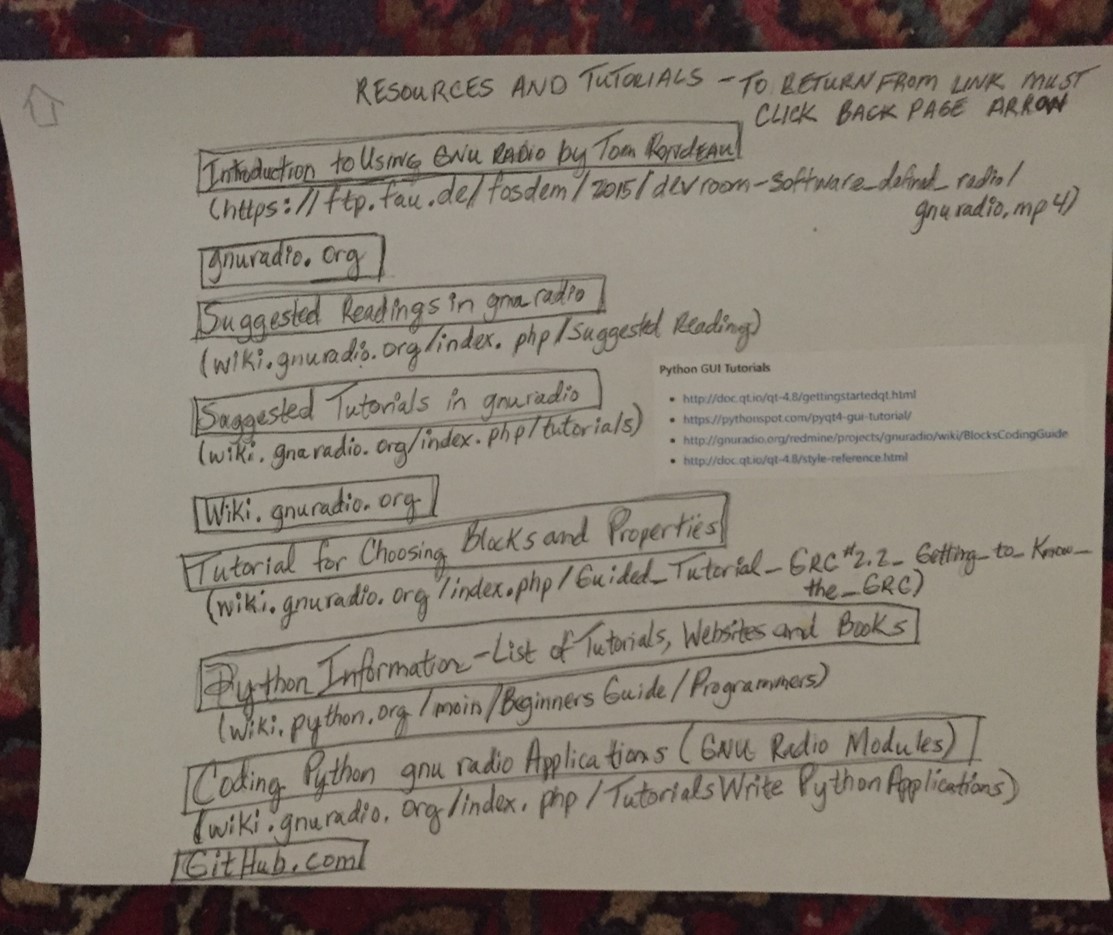 RESOURCES AND TUTORIALS - TO RETURN FROM LINK MUST
CLICK BACK PAGE ARROW
Introduction to Using GNU RADIO by Tom RONDEAU
(https://ftp.fau.de/fosdem/2015/devroom-software_defined_radio/
gnuradio.mp4)
gnuradio.org
Suggested Readings in gnu radio
(wiki.gnuradio.org/index.php/Suggested Reading)
Suggested Tutorials in gnuradio
(wiki.gnuradio.org/index.php/tutorials)
Python GUI Tutorials
http://doc.qt.io/qt-4.8/gettingstartedqt.html
https://pythonspot.com/pyqt4-gui-tutorial/
http://gnuradio.org/redmine/projects/gnuradio/wiki/BlocksCodingGuide
http://doc.qt.io/qt-4.8/style-reference.html
Wiki.gnuradio.org
Tutorial for Choosing Blocks and Properties
(wiki.gnuradio.org/index.php/Guided_Tutorial_GRC#2.2_Getting_to_Know_
the_GRC)
Python Information-List of Tutorials, Websites and Books
(wiki.python.org/moin/Beginners Guide/Programmers)
Coding Python gnu radio Applications (GNU Radio Modules)
(wiki.gnuradio.org/index.php/TutorialsWrite Python Applications)
GitHub.com